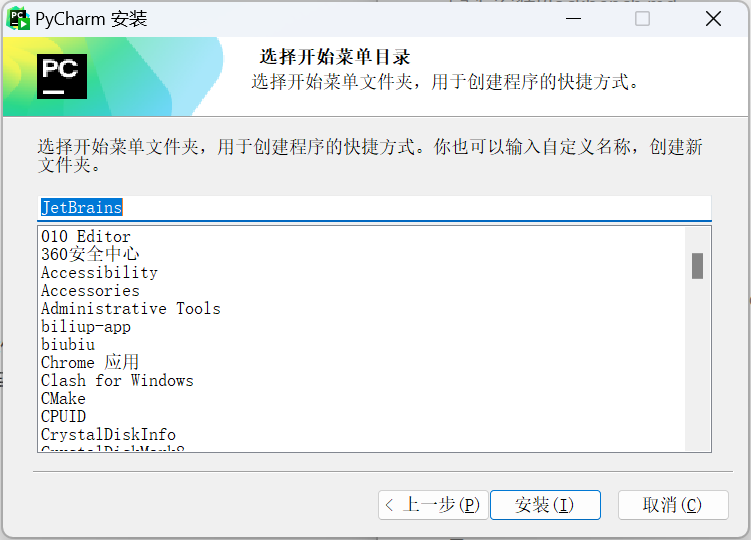 PyCharm 安装
PC
选择开始菜单目录
选择开始菜单文件夹，用于创建程序的快捷方式。
选择开始菜单文件夹，用于创建程序的快捷方式。你也可以输入自定义名称，创建新
文件夹。
JetBrains
010 Editor
360安全中心
Accessibility
Accessories
Administrative Tools
biliup-app
biubiu
Chrome 应用
Clash for Windows
CMake
CPUID
CrystalDiskInfo
CrystalDiskMark8
< 上一步(P)
安装(I)
取消(C)